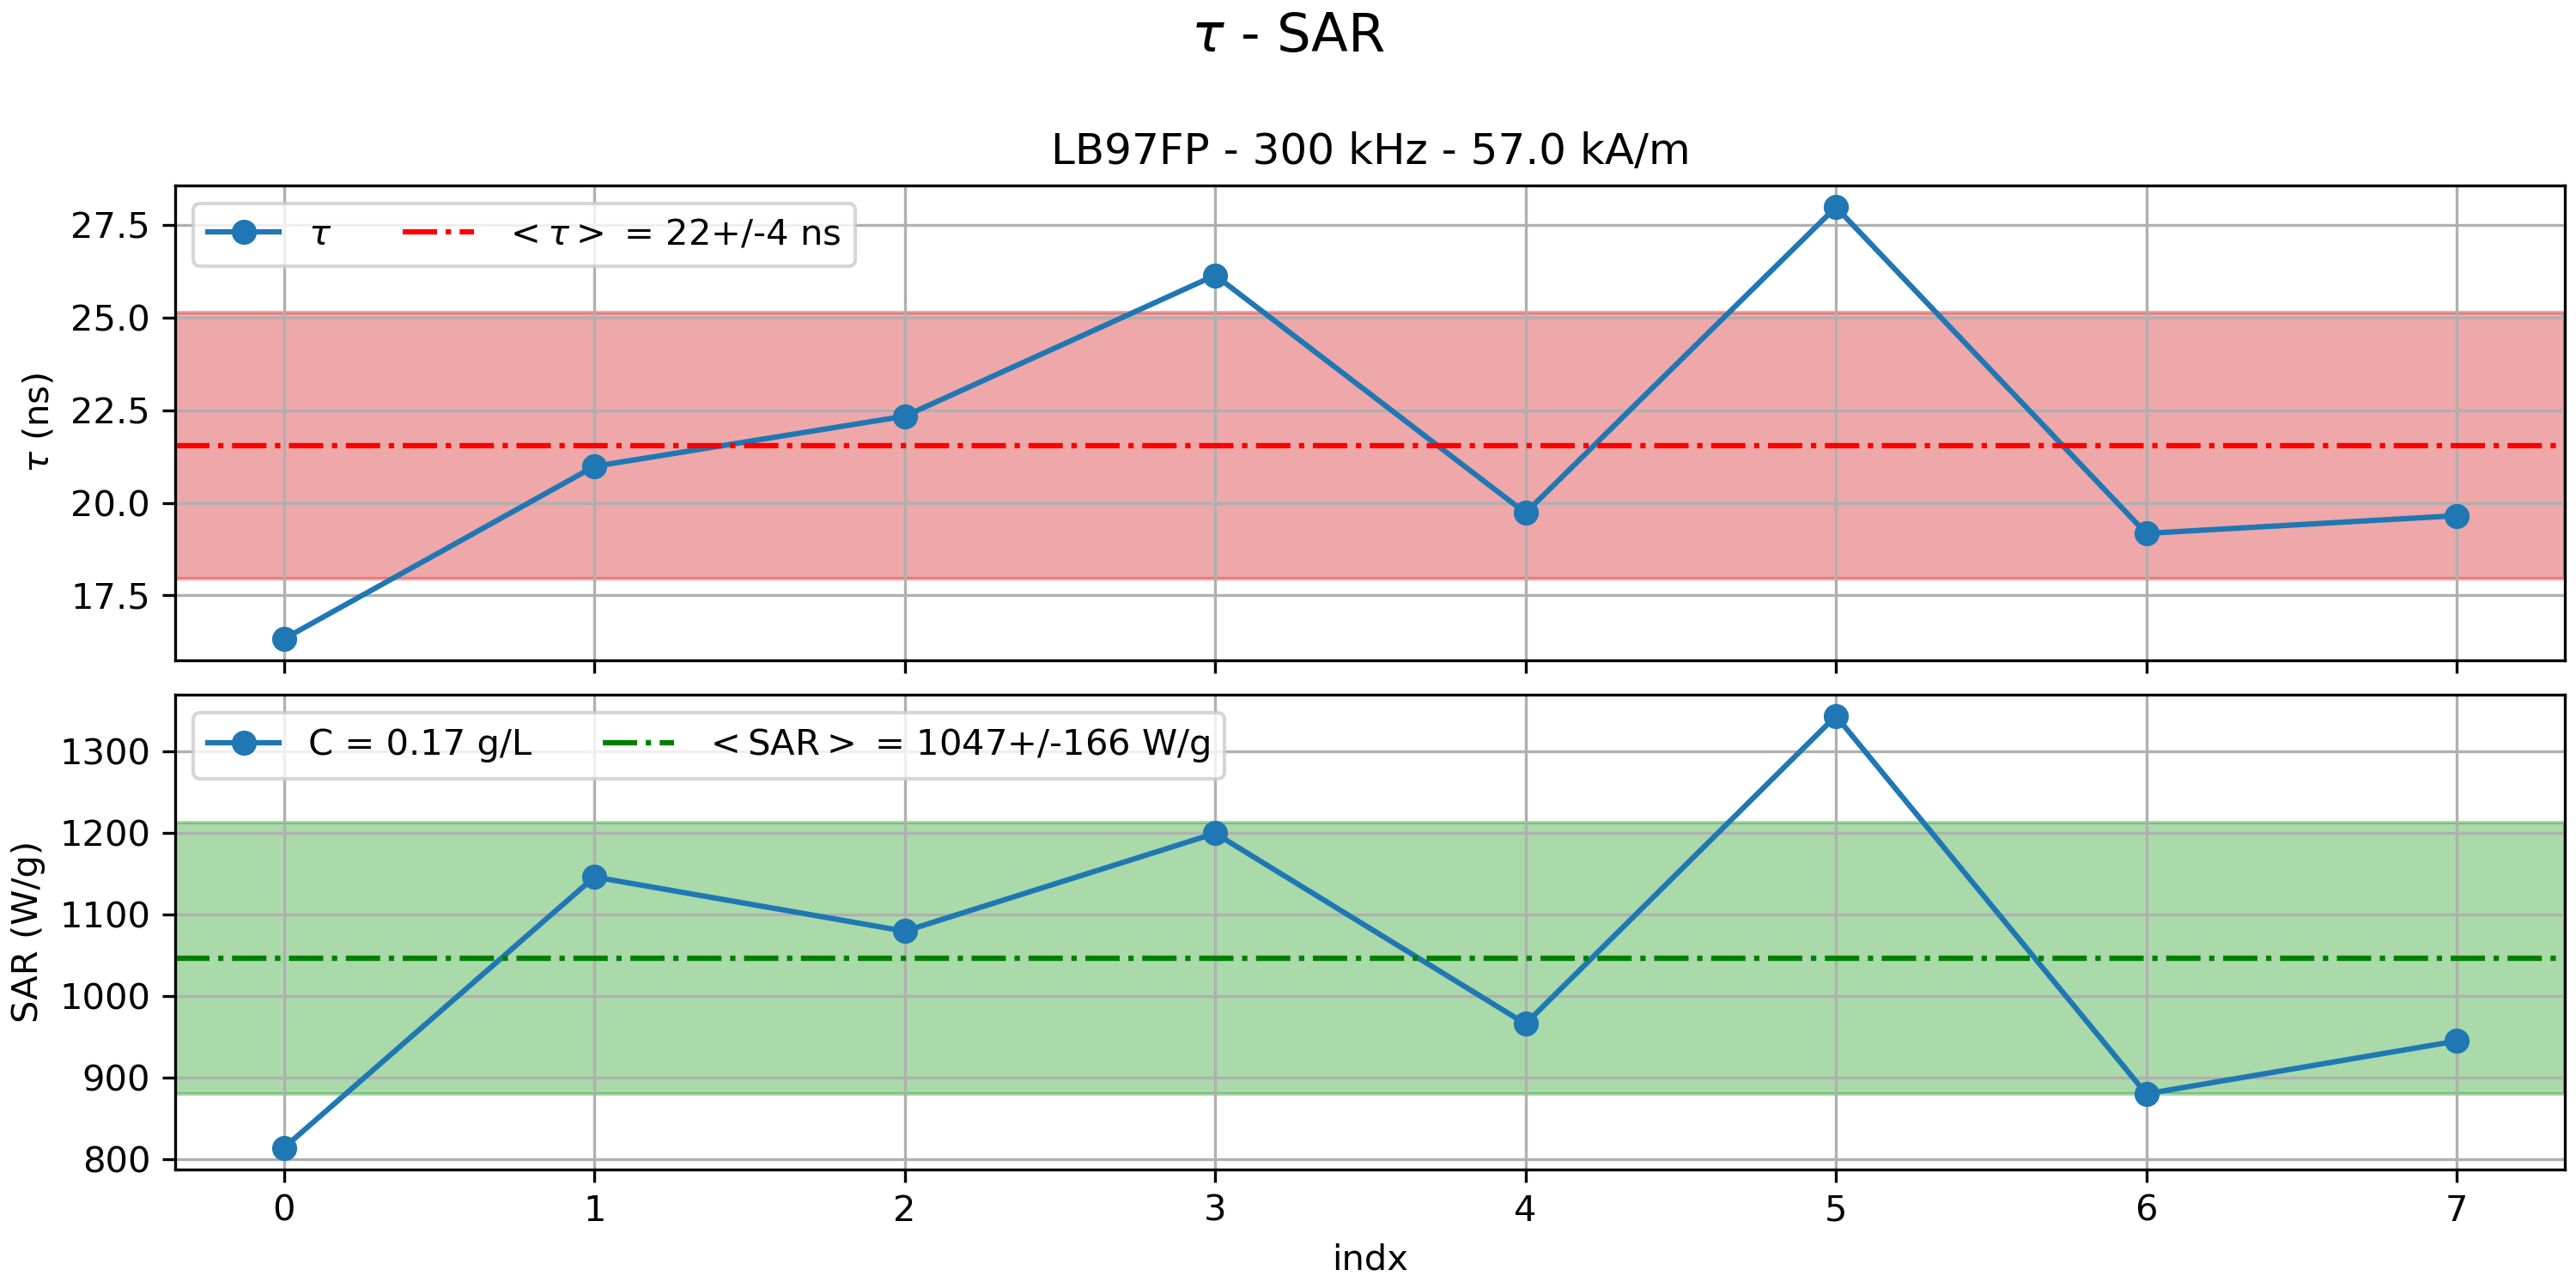 τ - SAR
LB97FP - 300 kHz - 57.0 kA/m
τ <τ> = 22+/-4 ns
27.5
25.0
22.5
20.0
17.5
τ (ns)
C = 0.17 g/L <SAR> = 1047+/-166 W/g
1300
1200
1100
1000
900
800
SAR (W/g)
0 1 2 3 4 5 6 7
indx